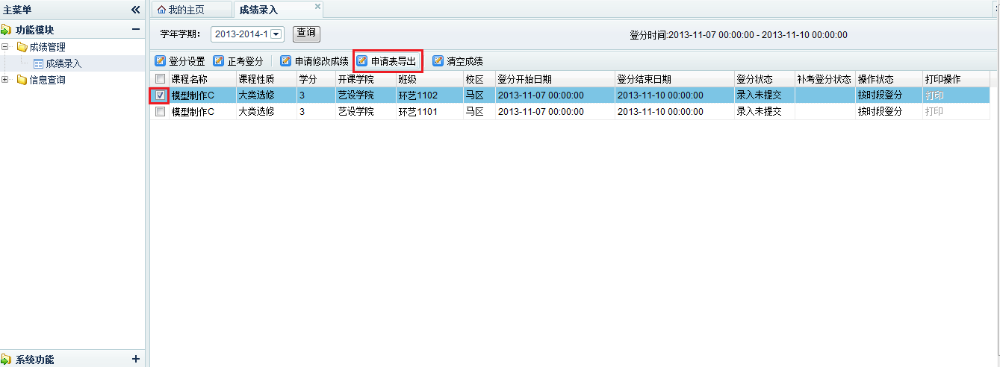 主菜单
功能模块
成绩管理
成绩录入
信息查询
系统功能
我的主页 成绩录入
学年学期： 2013-2014-1 查询 登分时间:2013-11-07 00:00:00 - 2013-11-10 00:00:00
登分设置 正考登分 申请修改成绩 申请表导出 清空成绩
课程名称 课程性质 学分 开课学院 班级 校区 登分开始日期 登分结束日期 登分状态 补考登分状态 操作状态 打印操作
模型制作C 大类选修 3 艺设学院 环艺1102 马区 2013-11-07 00:00:00 2013-11-10 00:00:00 录入未提交 按时段登分 打印
模型制作C 大类选修 3 艺设学院 环艺1101 马区 2013-11-07 00:00:00 2013-11-10 00:00:00 录入未提交 按时段登分 打印